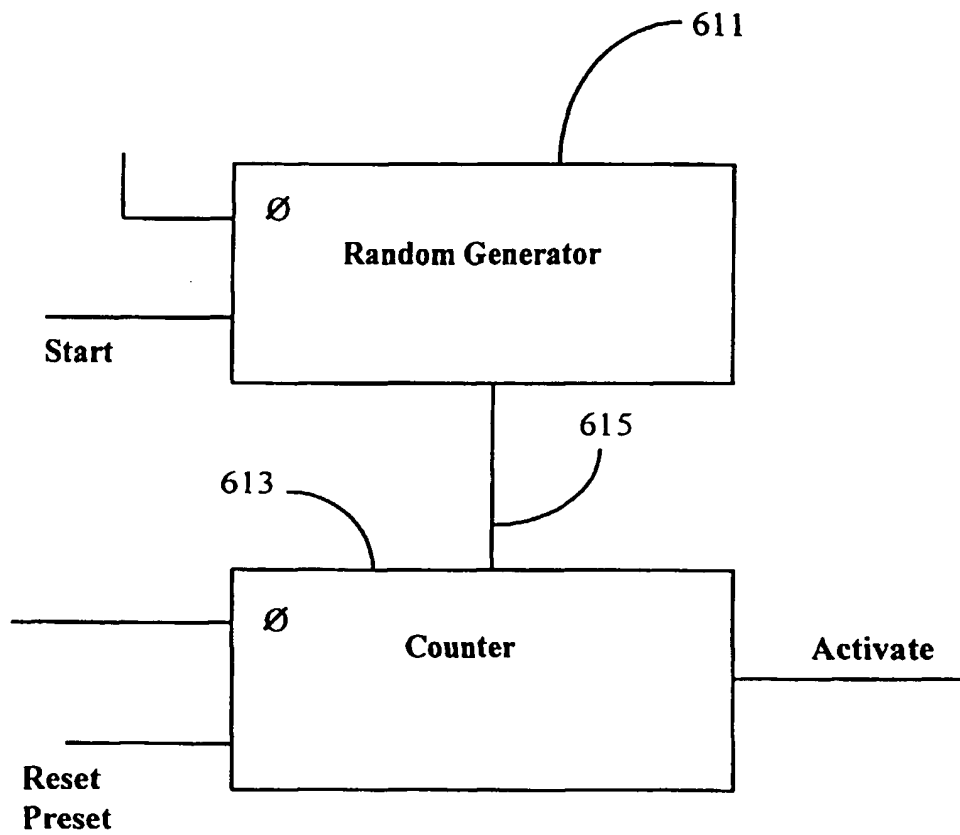 611
Ø
Random Generator
Start
615
613
Ø
Counter
Activate
Reset
Preset